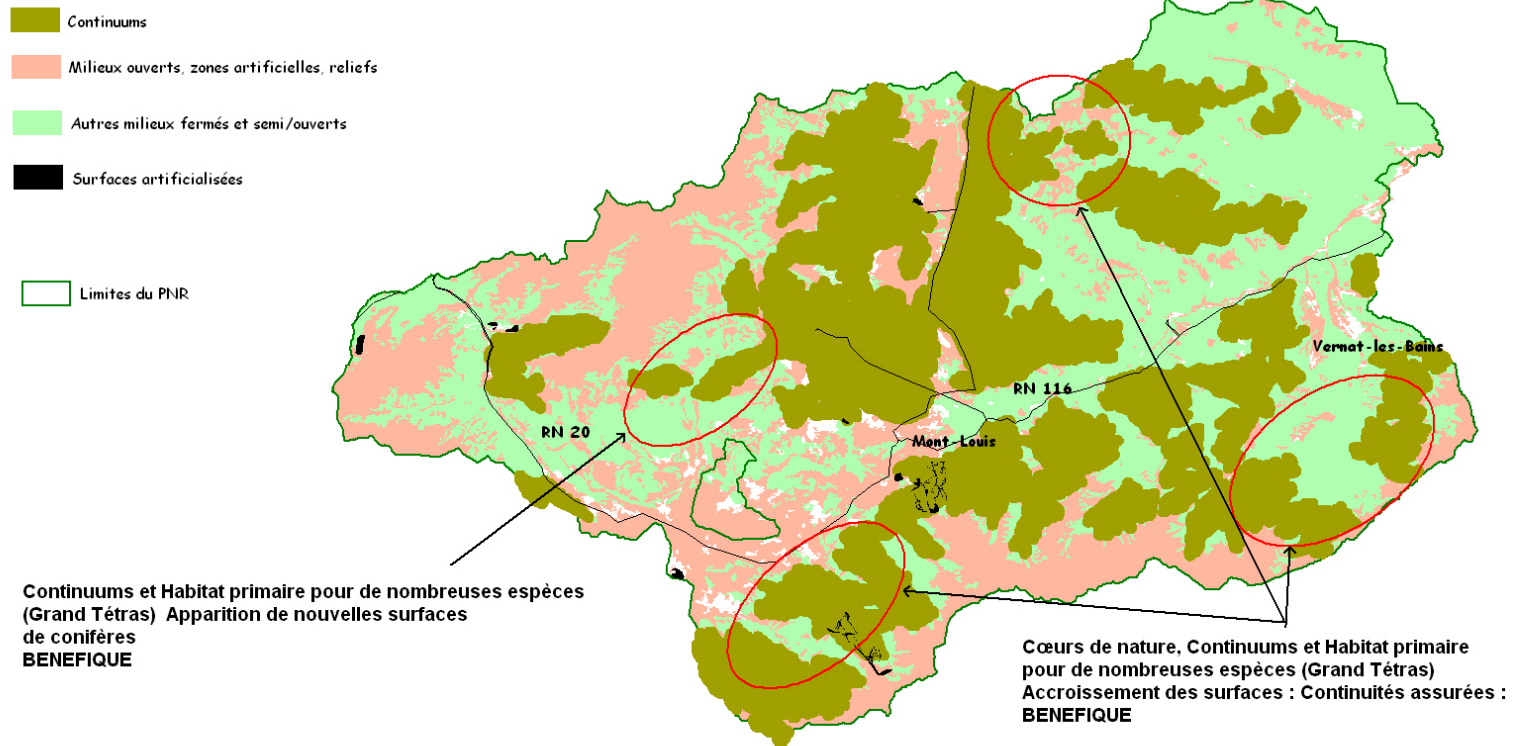 Continuums
Milieux ouverts, zones artificielles, reliefs
Autres milieux fermés et semi/ouverts
Surfaces artificialisées
Limites du PNR
Vernat-les-Bains
RN 116
RN 20
Mont-Louis
Continuums et Habitat primaire pour de nombreuses espèces
(Grand Tétras) Apparition de nouvelles surfaces
de conifères
BENEFIQUE
Cœurs de nature, Continuums et Habitat primaire
pour de nombreuses espèces (Grand Tétras)
Accroissement des surfaces : Continuités assurées :
BENEFIQUE